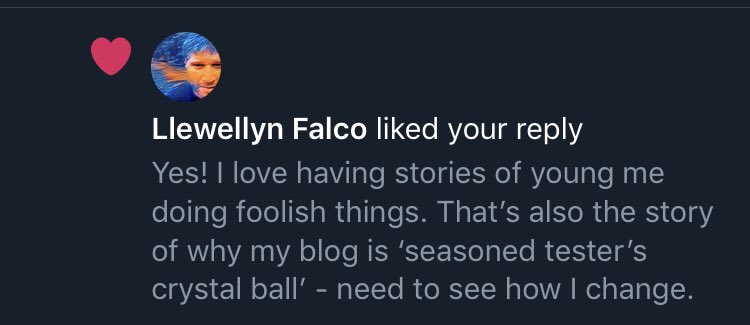 Llewellyn Falco liked your reply
Yes! I love having stories of young me
doing foolish things. That’s also the story
of why my blog is ‘seasoned tester’s
crystal ball’ - need to see how I change.